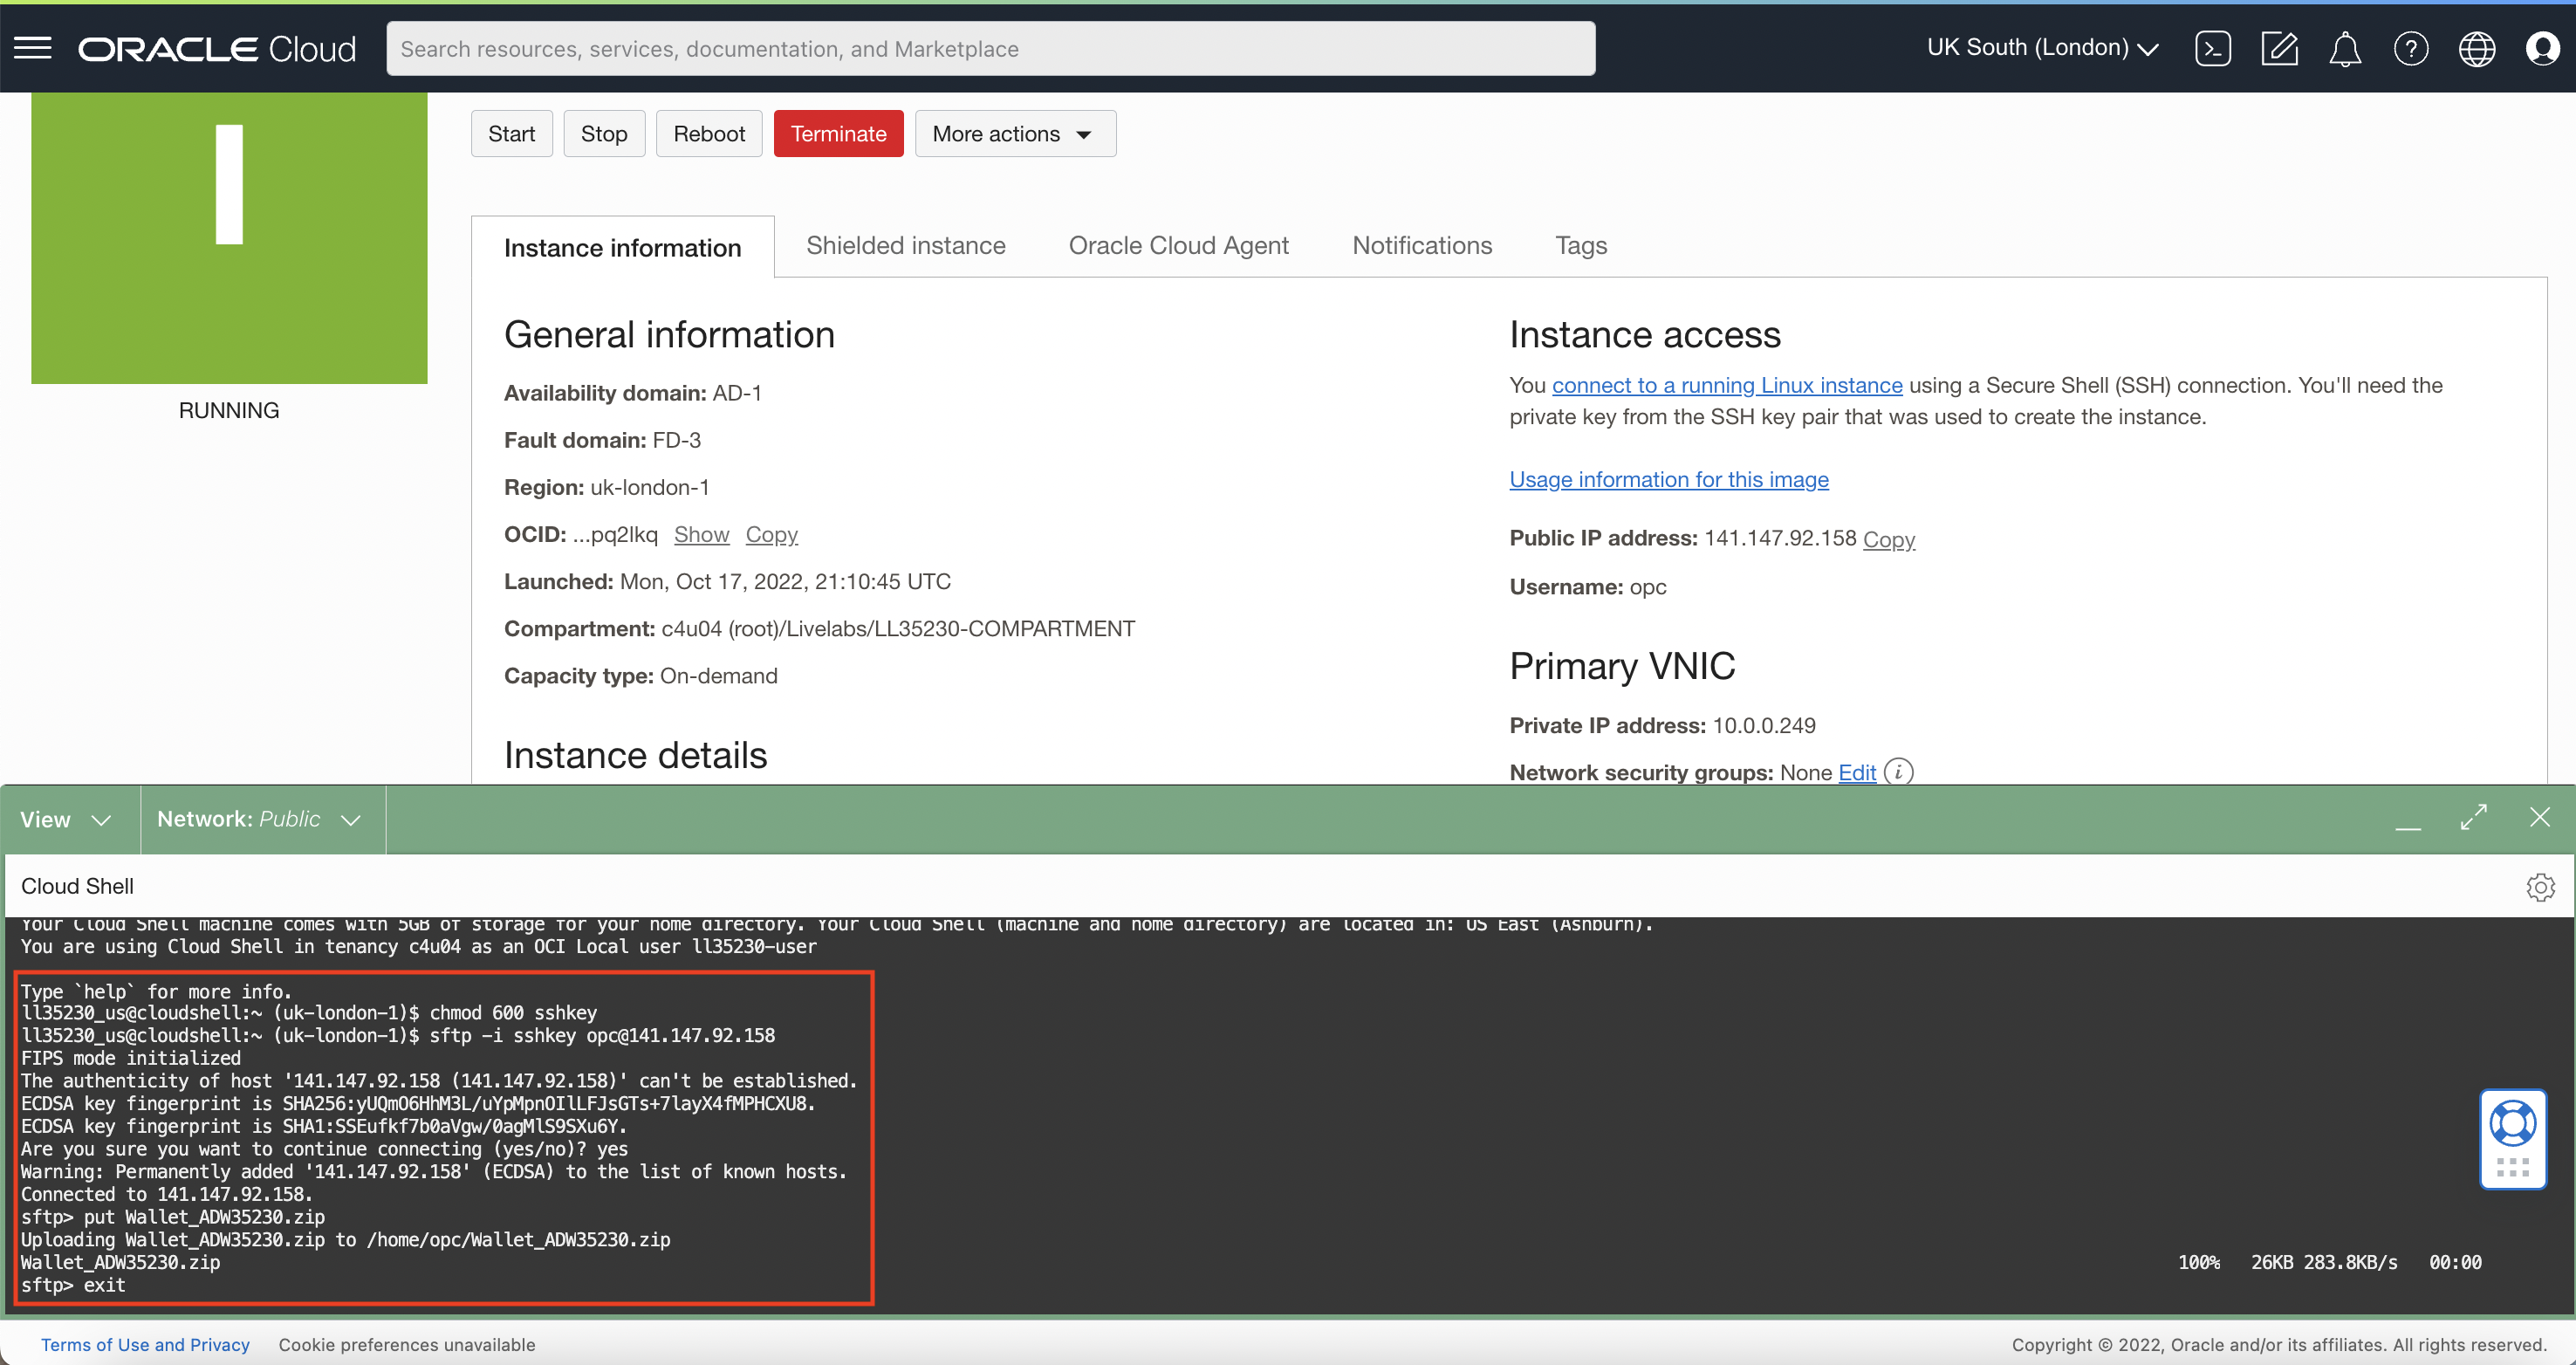 ORACLE Cloud
Search resources, services, documentation, and Marketplace
UK South (London)
I
RUNNING
Start
Stop
Reboot
Terminate
More actions
Instance information
Shielded instance
Oracle Cloud Agent
Notifications
Tags
General information
Availability domain: AD-1
Fault domain: FD-3
Region: uk-london-1
OCID: ...pq2lkq Show Copy
Launched: Mon, Oct 17, 2022, 21:10:45 UTC
Compartment: c4u04 (root)/Livelabs/LL35230-COMPARTMENT
Capacity type: On-demand
Instance details
Instance access
You connect to a running Linux instance using a Secure Shell (SSH) connection. You'll need the
private key from the SSH key pair that was used to create the instance.
Usage information for this image
Public IP address: 141.147.92.158 Copy
Username: opc
Primary VNIC
Private IP address: 10.0.0.249
Network security groups: None Edit
View
Network: Public
Cloud Shell
Your Cloud Shell machine comes with 5GB of storage for your home directory. Your Cloud Shell (machine and home directory) are located in: US East (Ashburn).
You are using Cloud Shell in tenancy c4u04 as an OCI Local user ll35230-user
Type `help` for more info.
ll35230_us@cloudshell:~ (uk-london-1)$ chmod 600 sshkey
ll35230_us@cloudshell:~ (uk-london-1)$ sftp -i sshkey opc@141.147.92.158
FIPS mode initialized
The authenticity of host '141.147.92.158 (141.147.92.158)' can't be established.
ECDSA key fingerprint is SHA256:yUQmO6HhM3L/uYpMpnOIlLFJsGTs+7layX4fMPHCXU8.
ECDSA key fingerprint is SHA1:SSEufkf7b0aVgw/0agMlS9SXu6Y.
Are you sure you want to continue connecting (yes/no)? yes
Warning: Permanently added '141.147.92.158' (ECDSA) to the list of known hosts.
Connected to 141.147.92.158.
sftp> put Wallet_ADW35230.zip
Uploading Wallet_ADW35230.zip to /home/opc/Wallet_ADW35230.zip
Wallet_ADW35230.zip 100% 26KB 283.8KB/s 00:00
sftp> exit
Terms of Use and Privacy
Cookie preferences unavailable
Copyright © 2022, Oracle and/or its affiliates. All rights reserved.